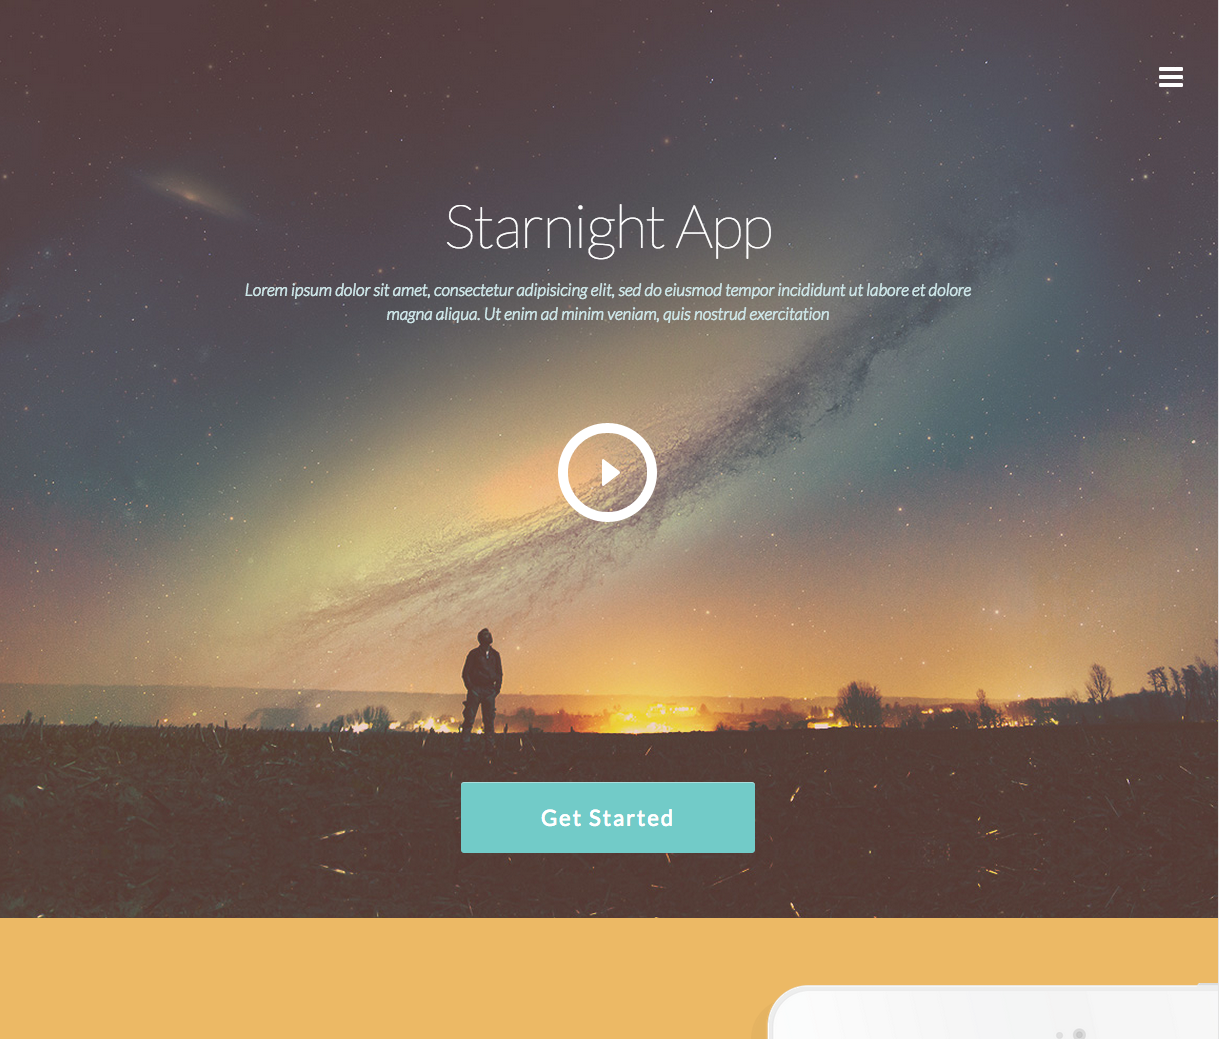 Starnight App
Lorem ipsum dolor sit amet, consectetur adipisicing elit, sed do eiusmod tempor incididunt ut labore et dolore
magna aliqua. Ut enim ad minim veniam, quis nostrud exercitation
Get Started